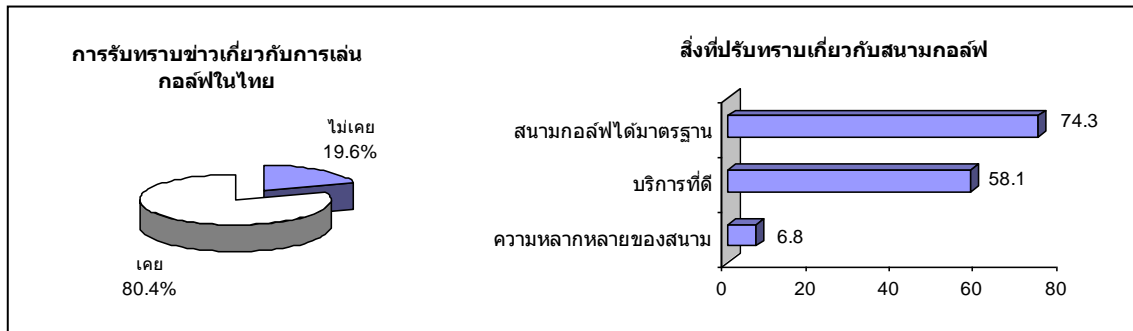 การรับทราบข่าวเกี่ยวกับการเล่น
กอล์ฟในไทย
ไม่เคย
19.6%
เคย
80.4%
สิ่งที่ปรับทราบเกี่ยวกับสนามกอล์ฟ
สนามกอล์ฟได้มาตรฐาน
74.3
บริการที่ดี
58.1
ความหลากหลายของสนาม
6.8
0 20 40 60 80